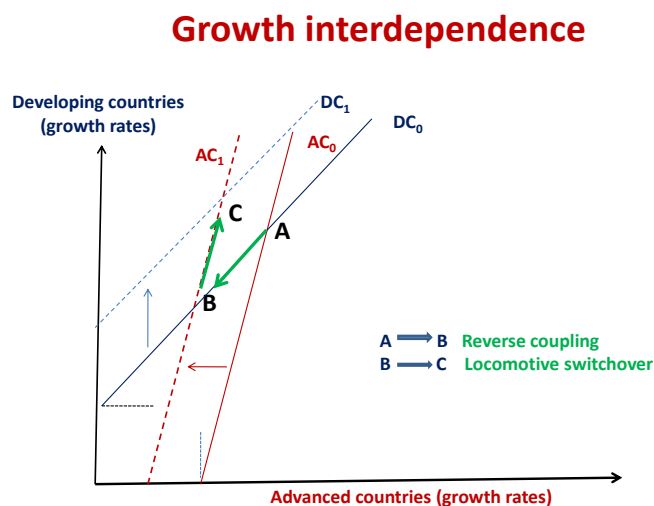 Growth interdependence
Developing countries
(growth rates)
DC1
DC0
AC1
AC0
C
A
B
A B Reverse coupling
B C Locomotive switchover
Advanced countries (growth rates)